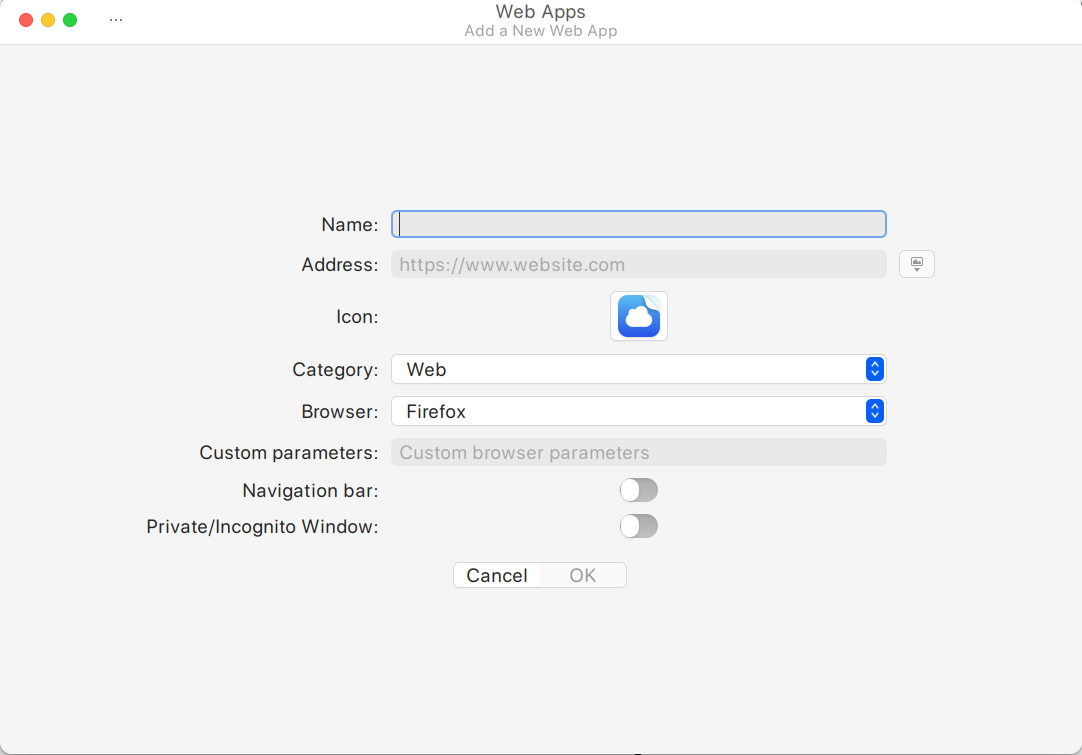 Web Apps
Add a New Web App
Name:
Address: https://www.website.com
Icon:
Category: Web
Browser: Firefox
Custom parameters: Custom browser parameters
Navigation bar:
Private/Incognito Window:
Cancel OK